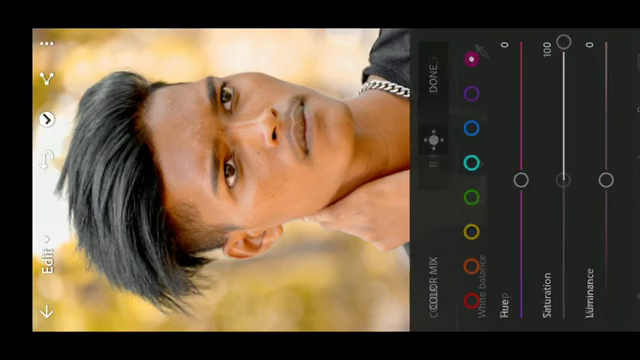 Edit
DONE
COLOR MIX
White balance
Hue
0
Saturation
100
Luminance
0